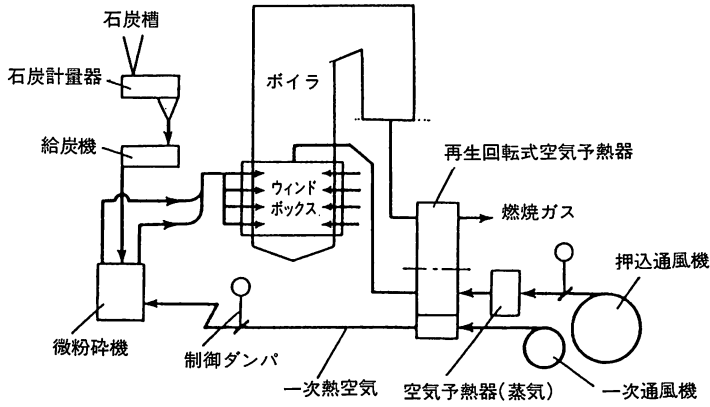 石炭槽
石炭計量器
給炭機
ボイラ
ウィンド
ボックス
再生回転式空気予熱器
燃焼ガス
押込通風機
微粉砕機
制御ダンパ
一次熱空気
空気予熱器(蒸気)
一次通風機